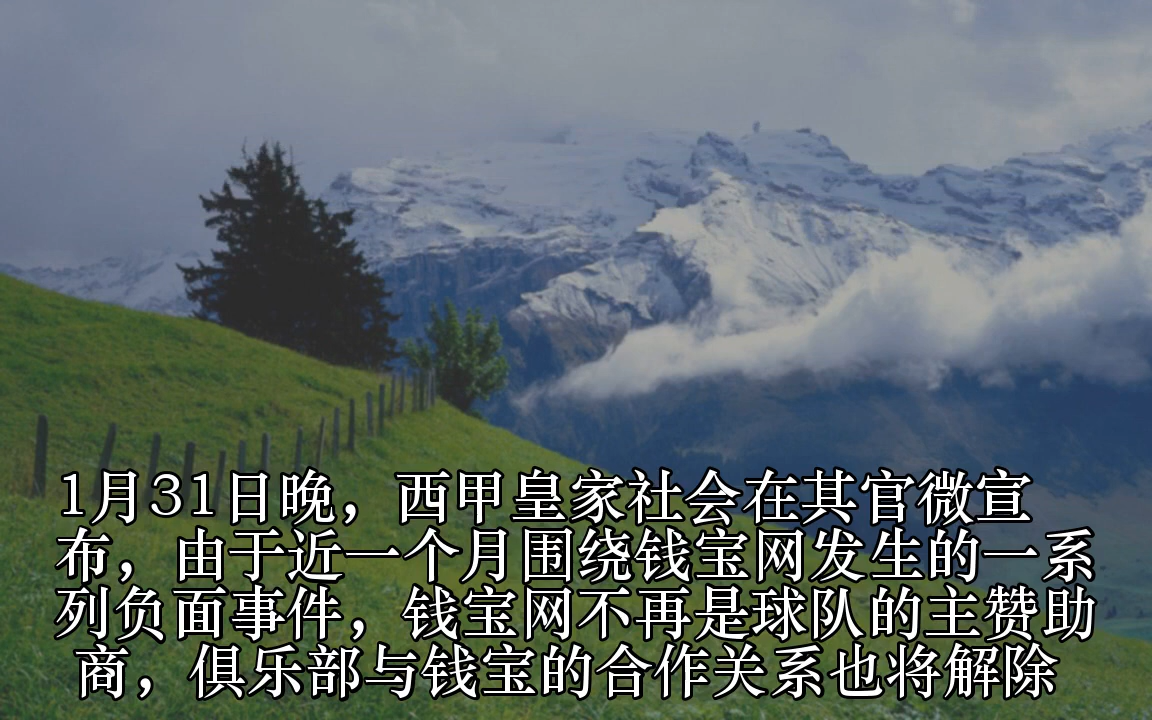 1月31日晚，西甲皇家社会在其官微宣
布，由于近一个月围绕钱宝网发生的一系
列负面事件，钱宝网不再是球队的主赞助
商，俱乐部与钱宝的合作关系也将解除